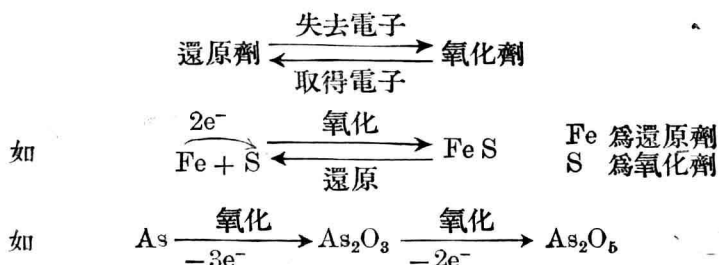 失去電子
還原劑 ⇄ 氧化劑
取得電子
2e⁻ 氧化
如 Fe + S ⇄ Fe S Fe 爲還原劑
還原 S 爲氧化劑
氧化 氧化
如 As → As₂O₃ → As₂O₅
−3e⁻ −2e⁻